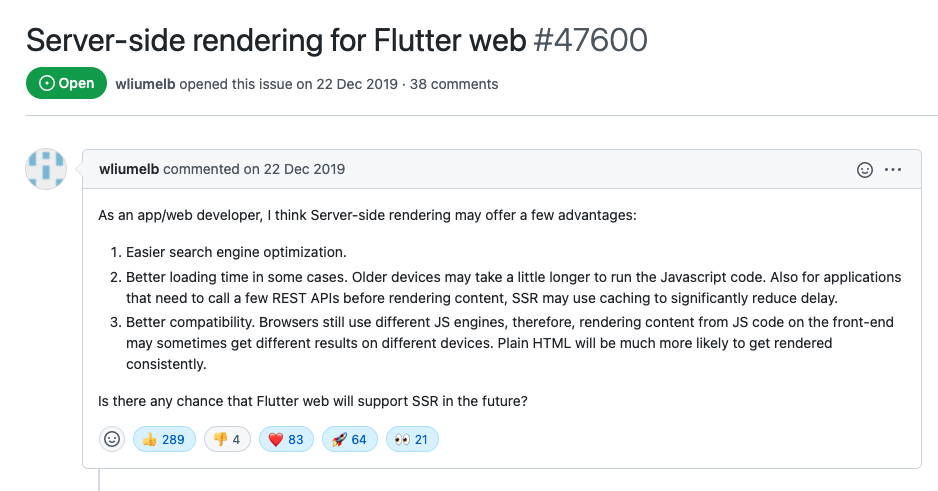 Server-side rendering for Flutter web #47600
Open wliumelb opened this issue on 22 Dec 2019 · 38 comments
wliumelb commented on 22 Dec 2019
As an app/web developer, I think Server-side rendering may offer a few advantages:
1. Easier search engine optimization.
2. Better loading time in some cases. Older devices may take a little longer to run the Javascript code. Also for applications
that need to call a few REST APIs before rendering content, SSR may use caching to significantly reduce delay.
3. Better compatibility. Browsers still use different JS engines, therefore, rendering content from JS code on the front-end
may sometimes get different results on different devices. Plain HTML will be much more likely to get rendered
consistently.
Is there any chance that Flutter web will support SSR in the future?
👍 289 👎 4 ❤️ 83 🚀 64 👀 21